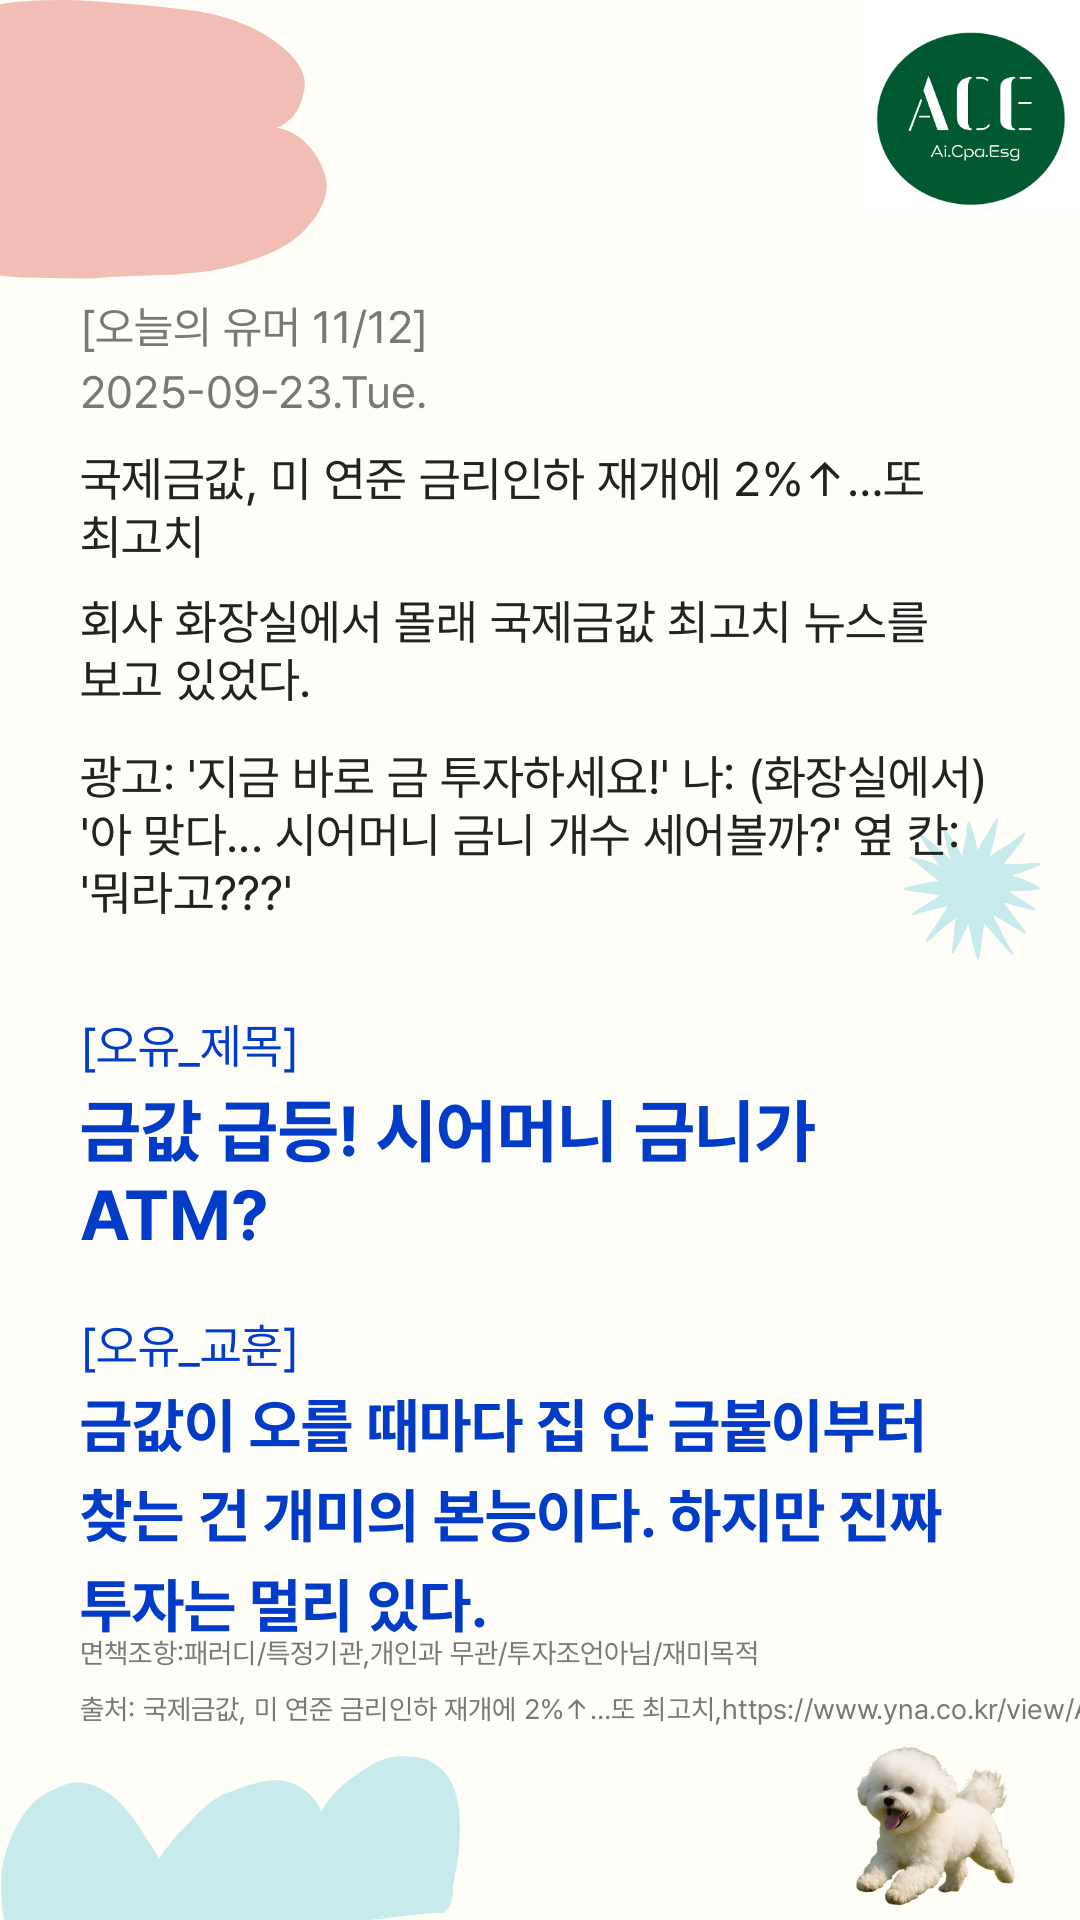 ACE
Ai.Cpa.Esg
[오늘의 유머 11/12]
2025-09-23.Tue.
국제금값, 미 연준 금리인하 재개에 2%↑…또
최고치
회사 화장실에서 몰래 국제금값 최고치 뉴스를
보고 있었다.
광고: '지금 바로 금 투자하세요!' 나: (화장실에서)
'아 맞다... 시어머니 금니 개수 세어볼까?' 옆 칸:
'뭐라고???'
[오유_제목]
금값 급등! 시어머니 금니가
ATM?
[오유_교훈]
금값이 오를 때마다 집 안 금붙이부터
찾는 건 개미의 본능이다. 하지만 진짜
투자는 멀리 있다.
면책조항:패러디/특정기관,개인과 무관/투자조언아님/재미목적
출처: 국제금값, 미 연준 금리인하 재개에 2%↑…또 최고치,https://www.yna.co.kr/view/